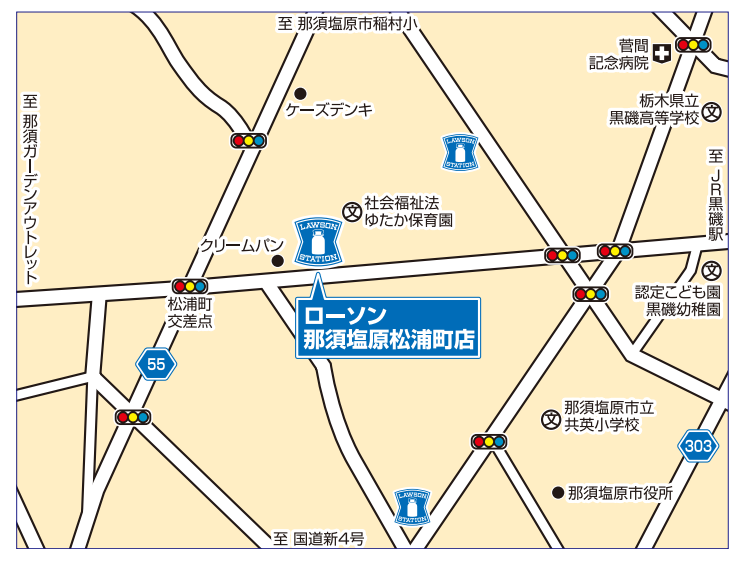 至 那須塩原市稲村小
菅間
記念病院
ケーズデンキ
栃木県立
黒磯高等学校
文
至 那須ガーデンアウトレット
LAWSON
STATION
至 JR黒磯駅
社会福祉法
ゆたか保育園
文
LAWSON
STATION
クリームパン
文
認定こども園
黒磯幼稚園
松浦町
交差点
ローソン
那須塩原松浦町店
55
那須塩原市立
共英小学校
文
303
那須塩原市役所
LAWSON
STATION
至 国道新4号